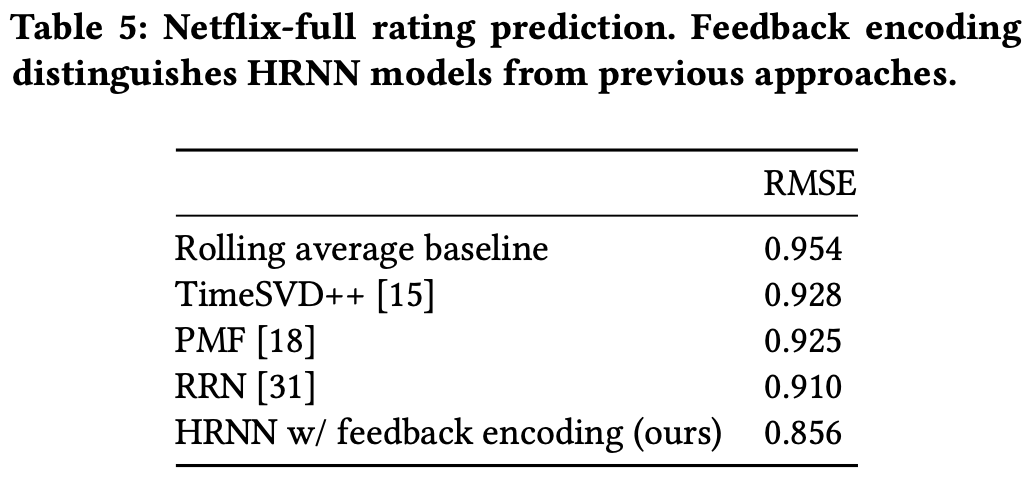 Table 5: Netflix-full rating prediction. Feedback encoding
distinguishes HRNN models from previous approaches.
RMSE
Rolling average baseline 0.954
TimeSVD++ [15] 0.928
PMF [18] 0.925
RRN [31] 0.910
HRNN w/ feedback encoding (ours) 0.856